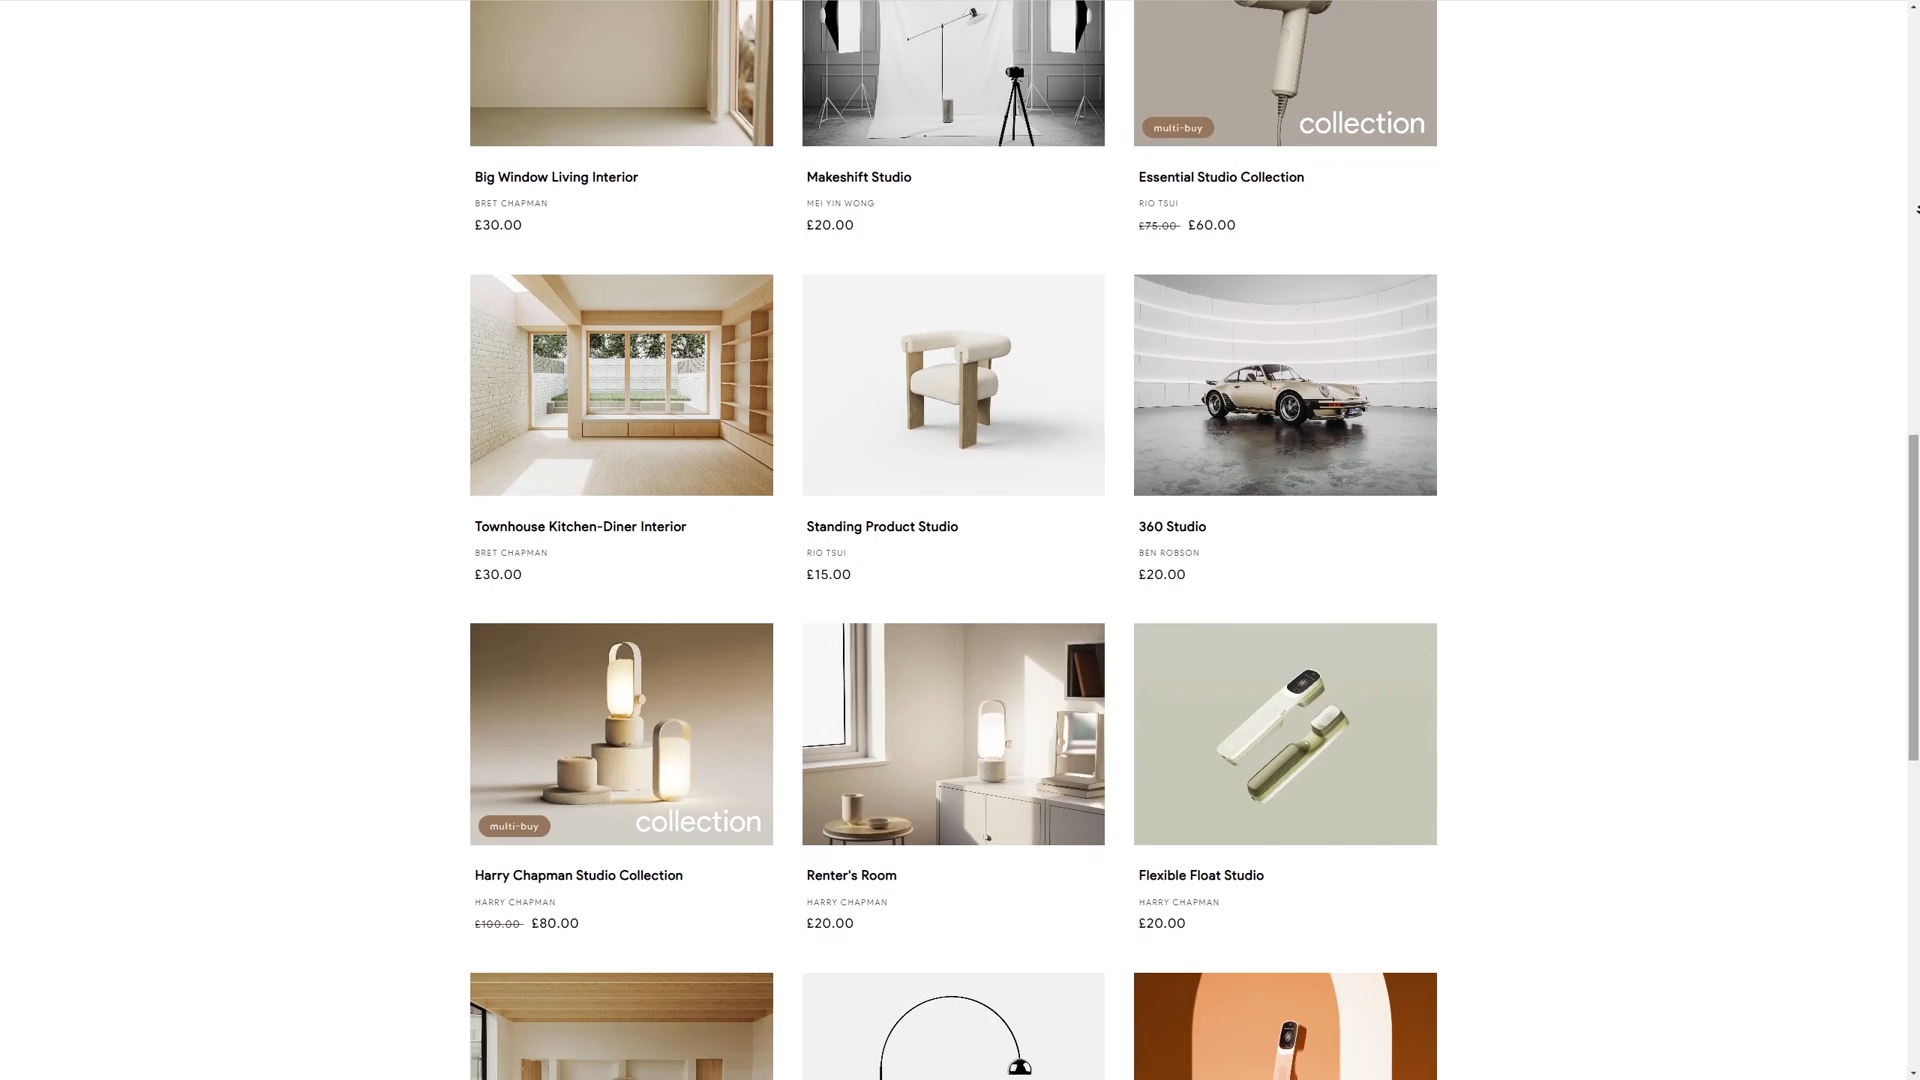 multi-buy
collection
Big Window Living Interior
BRET CHAPMAN
£30.00
Makeshift Studio
MEI YIN WONG
£20.00
Essential Studio Collection
RIO TSUI
£75.00 £60.00
Townhouse Kitchen-Diner Interior
BRET CHAPMAN
£30.00
Standing Product Studio
RIO TSUI
£15.00
360 Studio
BEN ROBSON
£20.00
multi-buy
collection
Harry Chapman Studio Collection
HARRY CHAPMAN
£100.00 £80.00
Renter's Room
HARRY CHAPMAN
£20.00
Flexible Float Studio
HARRY CHAPMAN
£20.00